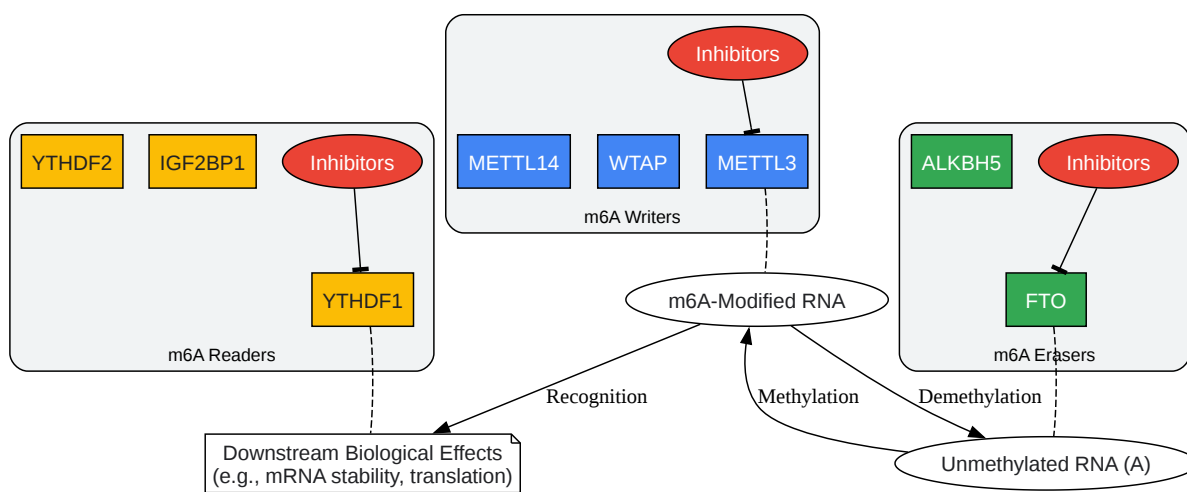 Inhibitors
METTL14
WTAP
METTL3
m6A Writers
YTHDF2
IGF2BP1
Inhibitors
YTHDF1
m6A Readers
ALKBH5
Inhibitors
FTO
m6A Erasers
m6A-Modified RNA
Recognition
Methylation
Demethylation
Downstream Biological Effects
(e.g., mRNA stability, translation)
Unmethylated RNA (A)